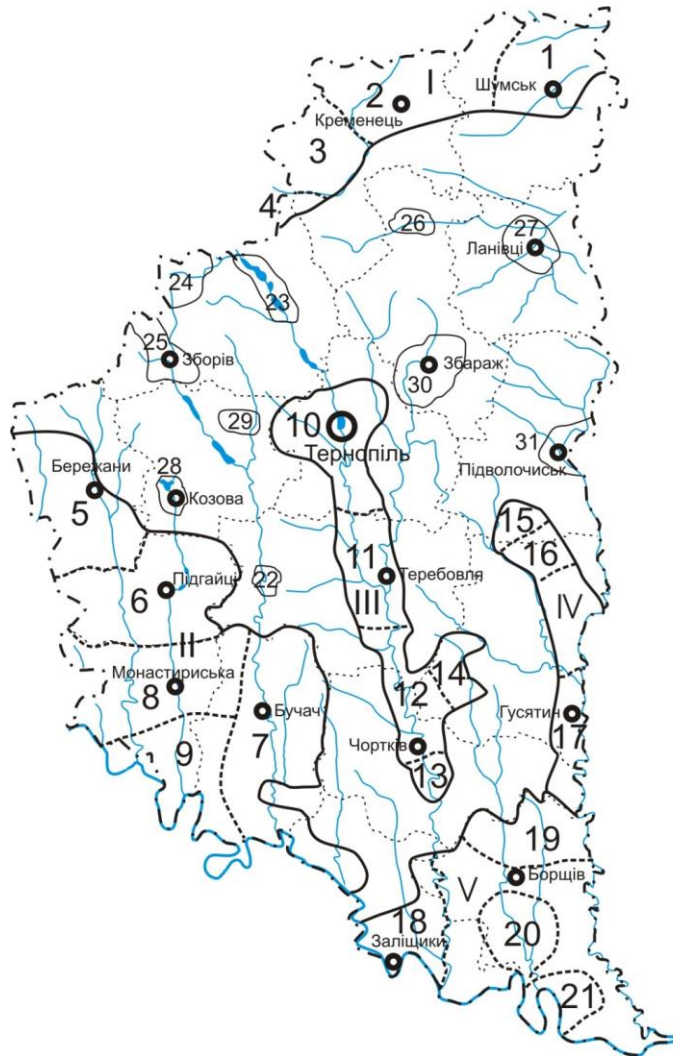 1
I
Шумськ
2
Кременець
3
4
26
27
Ланівці
24
23
25
Зборів
Збараж
30
29
10
Тернопіль
31
Підволочиськ
Бережани
28
Козова
5
15
16
11
Теребовля
22
6
Підгайці
III
IV
II
14
Монастириська
8
12
Гусятин
17
Бучач
7
9
Чортків
13
19
V
Борщів
18
20
Заліщики
21